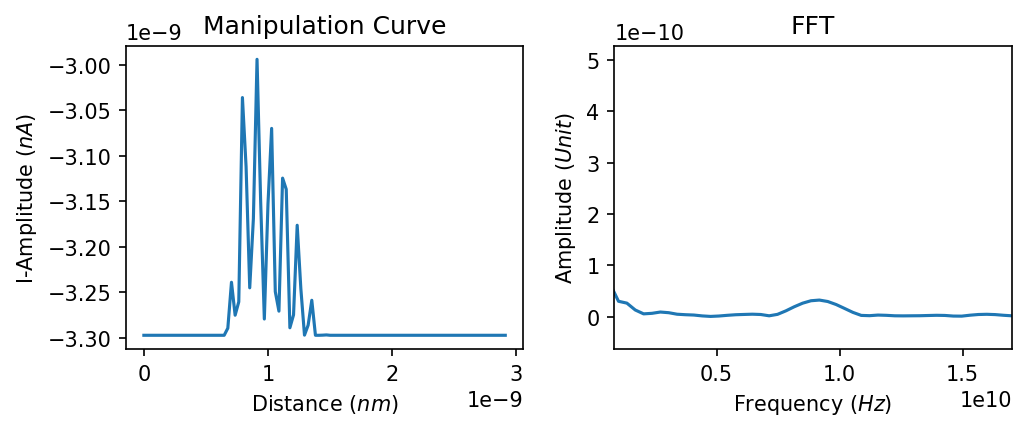 Manipulation Curve
1e−9
I-Amplitude (nA)
−3.00
−3.05
−3.10
−3.15
−3.20
−3.25
−3.30
0 1 2 3
1e−9
Distance (nm)
FFT
1e−10
Amplitude (Unit)
5
4
3
2
1
0
0.5 1.0 1.5
1e10
Frequency (Hz)